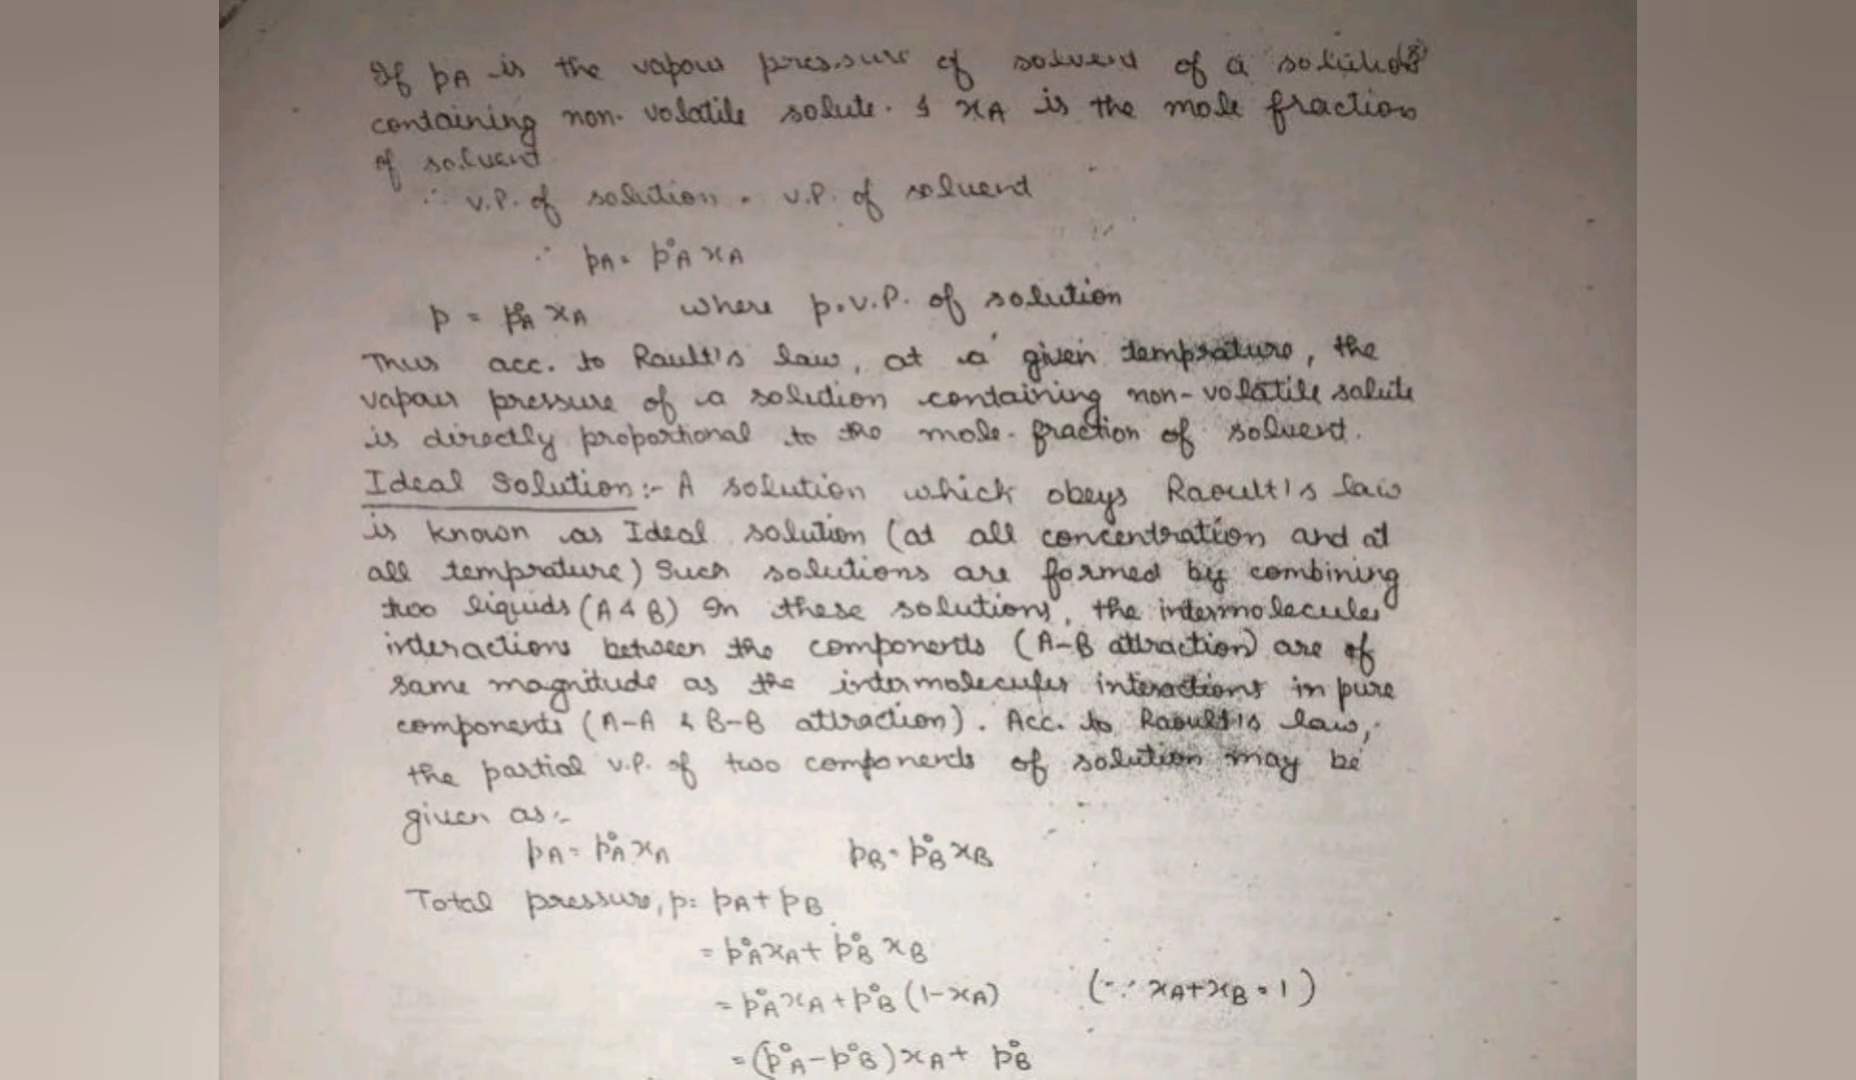 If pA is the vapour pressure of solvent of a solution
containing non-volatile solute. & xA is the mole fraction
of solvent
∴ v.P. of solution = v.P. of solvent
∴ pA = p°A xA
p = p°A xA where p = v.P. of solution
Thus acc. to Rault's law, at a given temprature, the
vapour pressure of a solution containing non-volatile solute
is directly proportional to the mole-fraction of solvent.
Ideal Solution:- A solution which obeys Raoult's law
is known as Ideal solution (at all concentration and at
all temprature) Such solutions are formed by combining
two liquids (A & B) In these solutions, the intermolecular
interactions between the components (A-B attraction) are of
same magnitude as the intermolecular interactions in pure
components (A-A & B-B attraction). Acc. to Raoult's law,
the partial v.P. of two components of solution may be
given as:-
pA = p°A xA pB = p°B xB
Total pressure, p = pA + pB
= p°A xA + p°B xB
= p°A xA + p°B (1-xA) (∵ xA + xB = 1)
= (p°A - p°B) xA + p°B